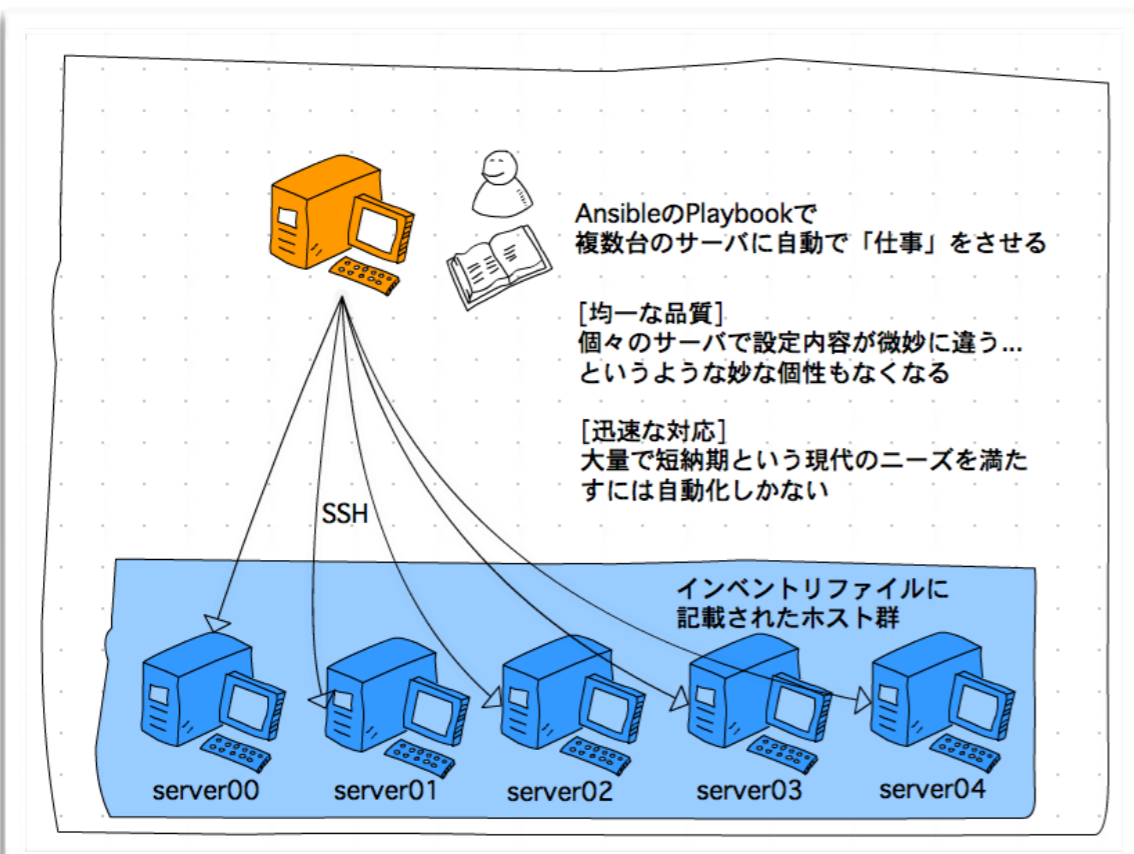 AnsibleのPlaybookで
複数台のサーバに自動で「仕事」をさせる
[均一な品質]
個々のサーバで設定内容が微妙に違う...
というような妙な個性もなくなる
[迅速な対応]
大量で短納期という現代のニーズを満た
すには自動化しかない
SSH
インベントリファイルに
記載されたホスト群
server00
server01
server02
server03
server04